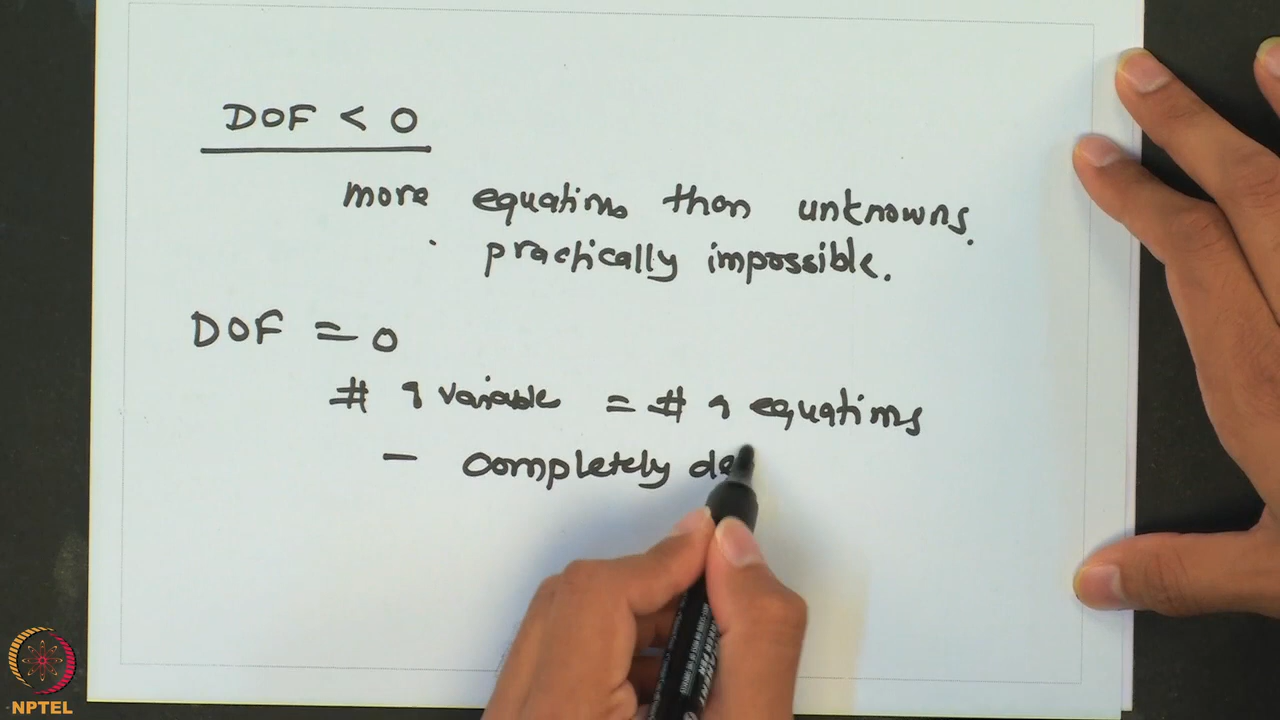 DOF < 0
more equations than unknowns.
practically impossible.
DOF = 0
# of variable = # of equations
- completely de
NPTEL